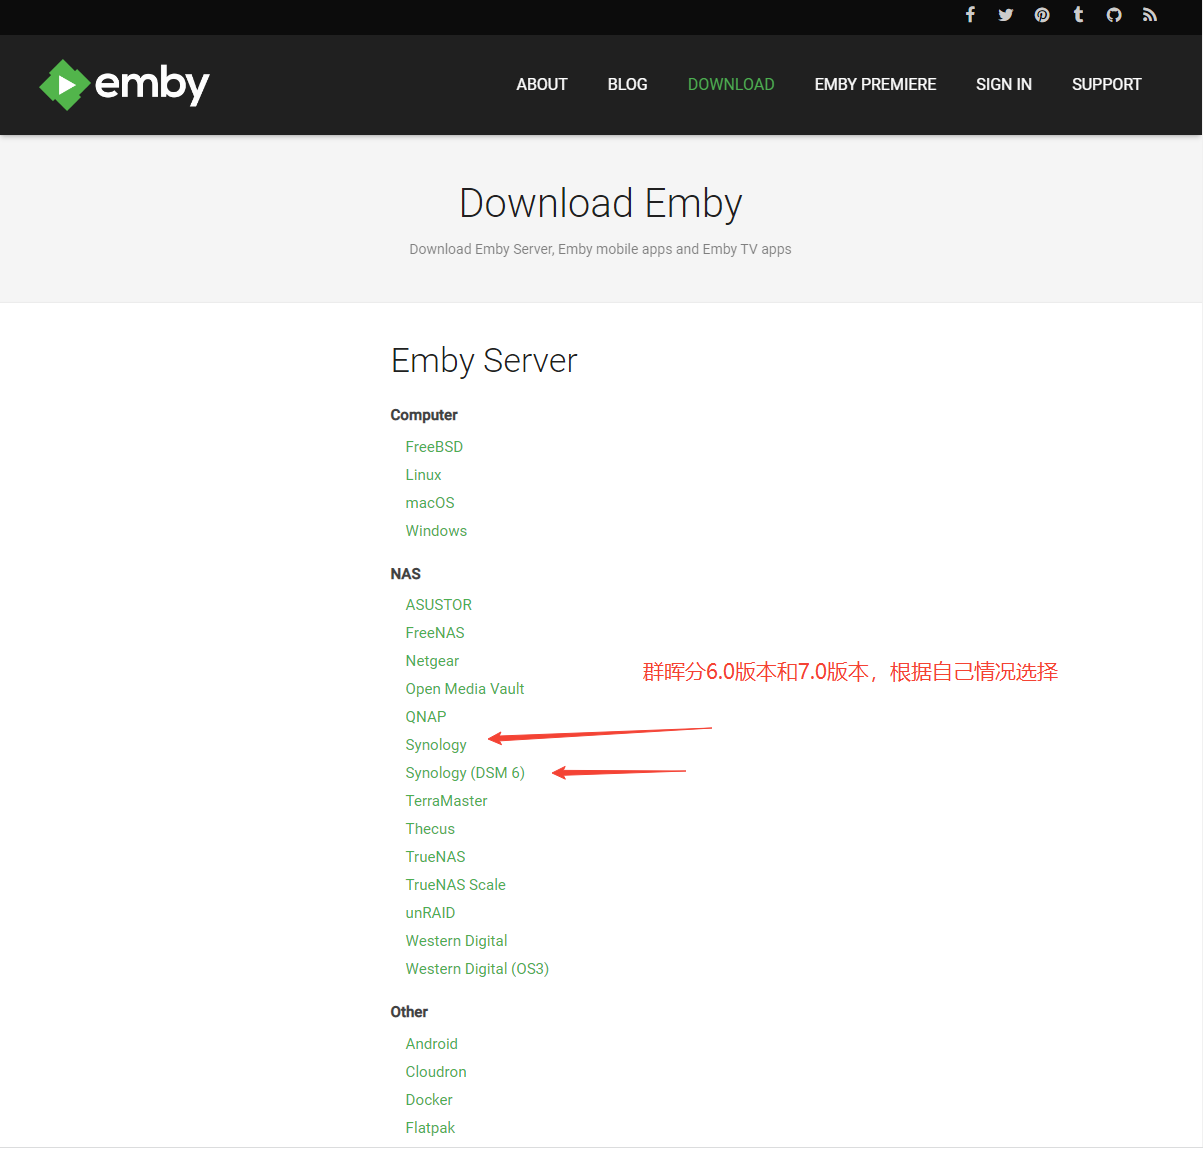 emby
ABOUT BLOG DOWNLOAD EMBY PREMIERE SIGN IN SUPPORT
Download Emby
Download Emby Server, Emby mobile apps and Emby TV apps
Emby Server
Computer
FreeBSD
Linux
macOS
Windows
NAS
ASUSTOR
FreeNAS
Netgear
群晖分6.0版本和7.0版本，根据自己情况选择
Open Media Vault
QNAP
Synology
Synology (DSM 6)
TerraMaster
Thecus
TrueNAS
TrueNAS Scale
unRAID
Western Digital
Western Digital (OS3)
Other
Android
Cloudron
Docker
Flatpak